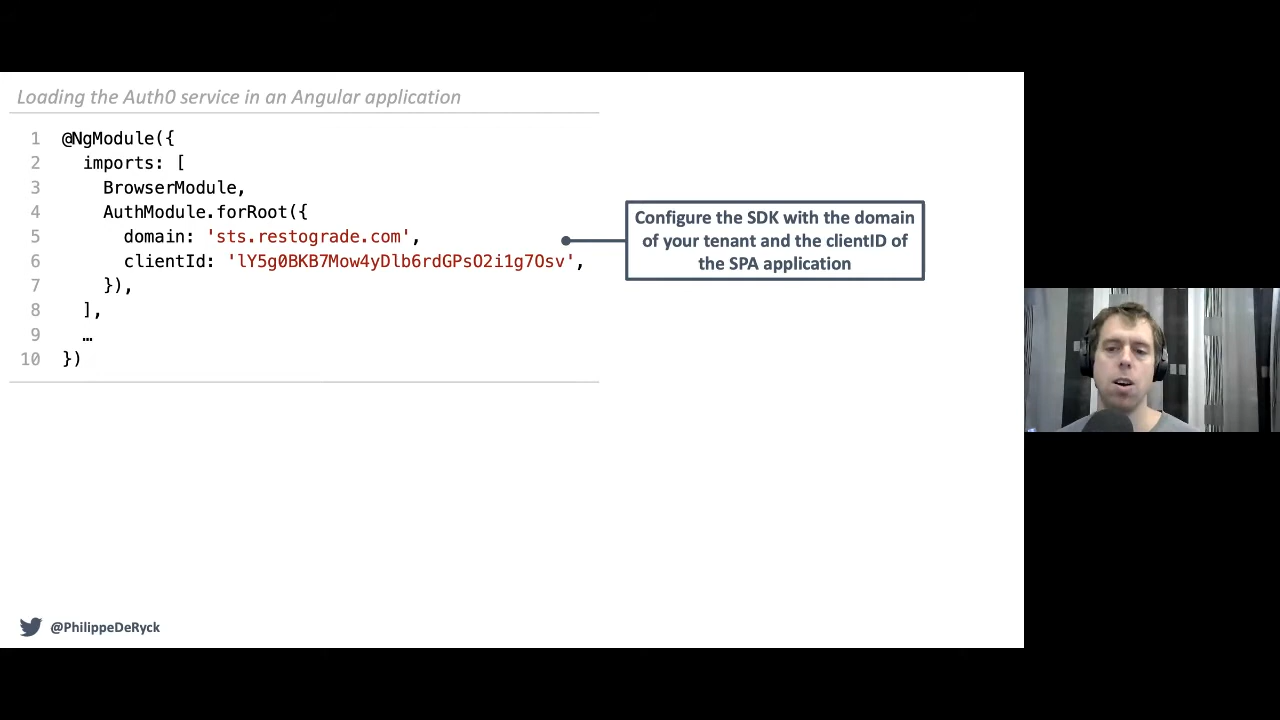 Loading the Auth0 service in an Angular application
1 @NgModule({
2 imports: [
3 BrowserModule,
4 AuthModule.forRoot({
5 domain: 'sts.restograde.com',
6 clientId: 'lY5g0BKB7Mow4yDlb6rdGPsO2i1g7Osv',
7 }),
8 ],
9 …
10 })
Configure the SDK with the domain
of your tenant and the clientID of
the SPA application
@PhilippeDeRyck